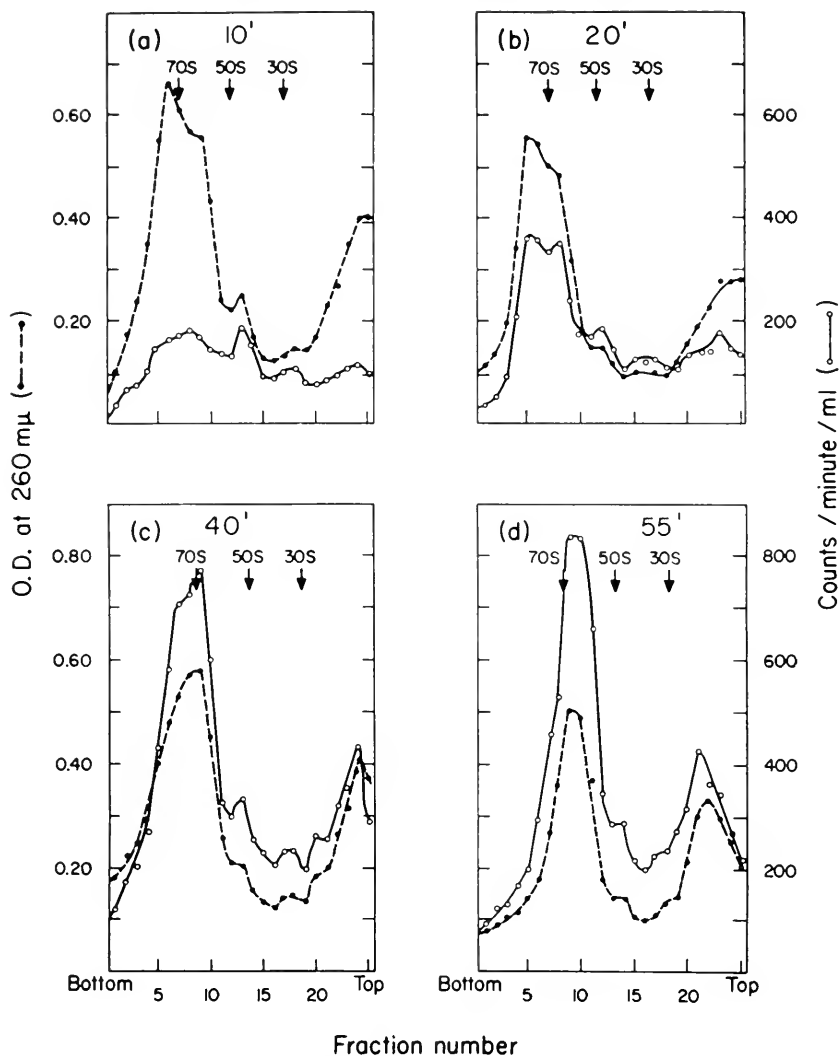 (a) 10'
70S 50S 30S
0.60
0.40
0.20
(b) 20'
70S 50S 30S
600
400
200
(c) 40'
70S 50S 30S
0.80
0.60
0.40
0.20
(d) 55'
70S 50S 30S
800
600
400
200
Bottom 5 10 15 20 Top
Bottom 5 10 15 20 Top
Fraction number
O.D. at 260 mμ (•-----•)
Counts/minute/ml (o——o)